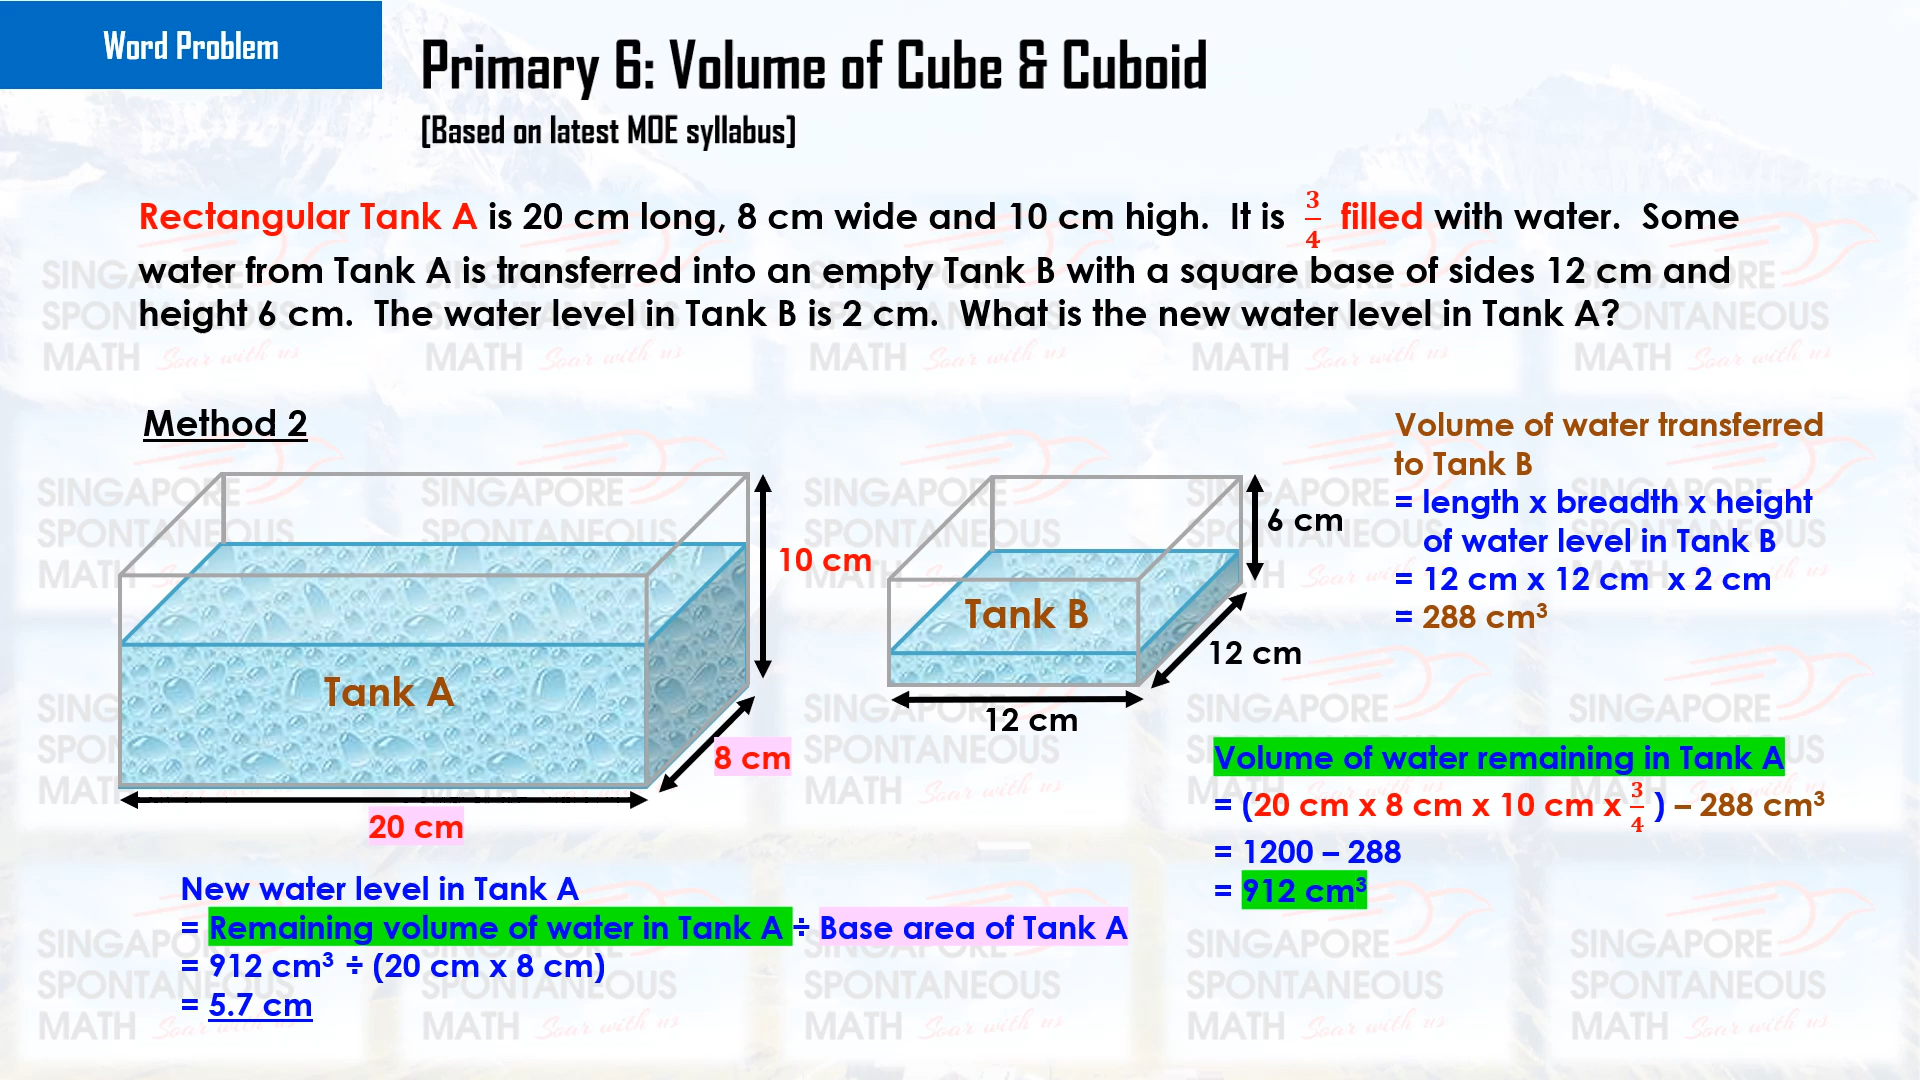 Word Problem
Primary 6: Volume of Cube & Cuboid
[Based on latest MOE syllabus]
Rectangular Tank A is 20 cm long, 8 cm wide and 10 cm high. It is 3/4 filled with water. Some
water from Tank A is transferred into an empty Tank B with a square base of sides 12 cm and
height 6 cm. The water level in Tank B is 2 cm. What is the new water level in Tank A?
Method 2
Tank A
10 cm
8 cm
20 cm
Tank B
6 cm
12 cm
12 cm
Volume of water transferred
to Tank B
= length x breadth x height
of water level in Tank B
= 12 cm x 12 cm x 2 cm
= 288 cm³
Volume of water remaining in Tank A
= (20 cm x 8 cm x 10 cm x 3/4 ) – 288 cm³
= 1200 – 288
= 912 cm³
New water level in Tank A
= Remaining volume of water in Tank A ÷ Base area of Tank A
= 912 cm³ ÷ (20 cm x 8 cm)
= 5.7 cm
SINGAPORE
SPONTANEOUS
MATH Soar with us